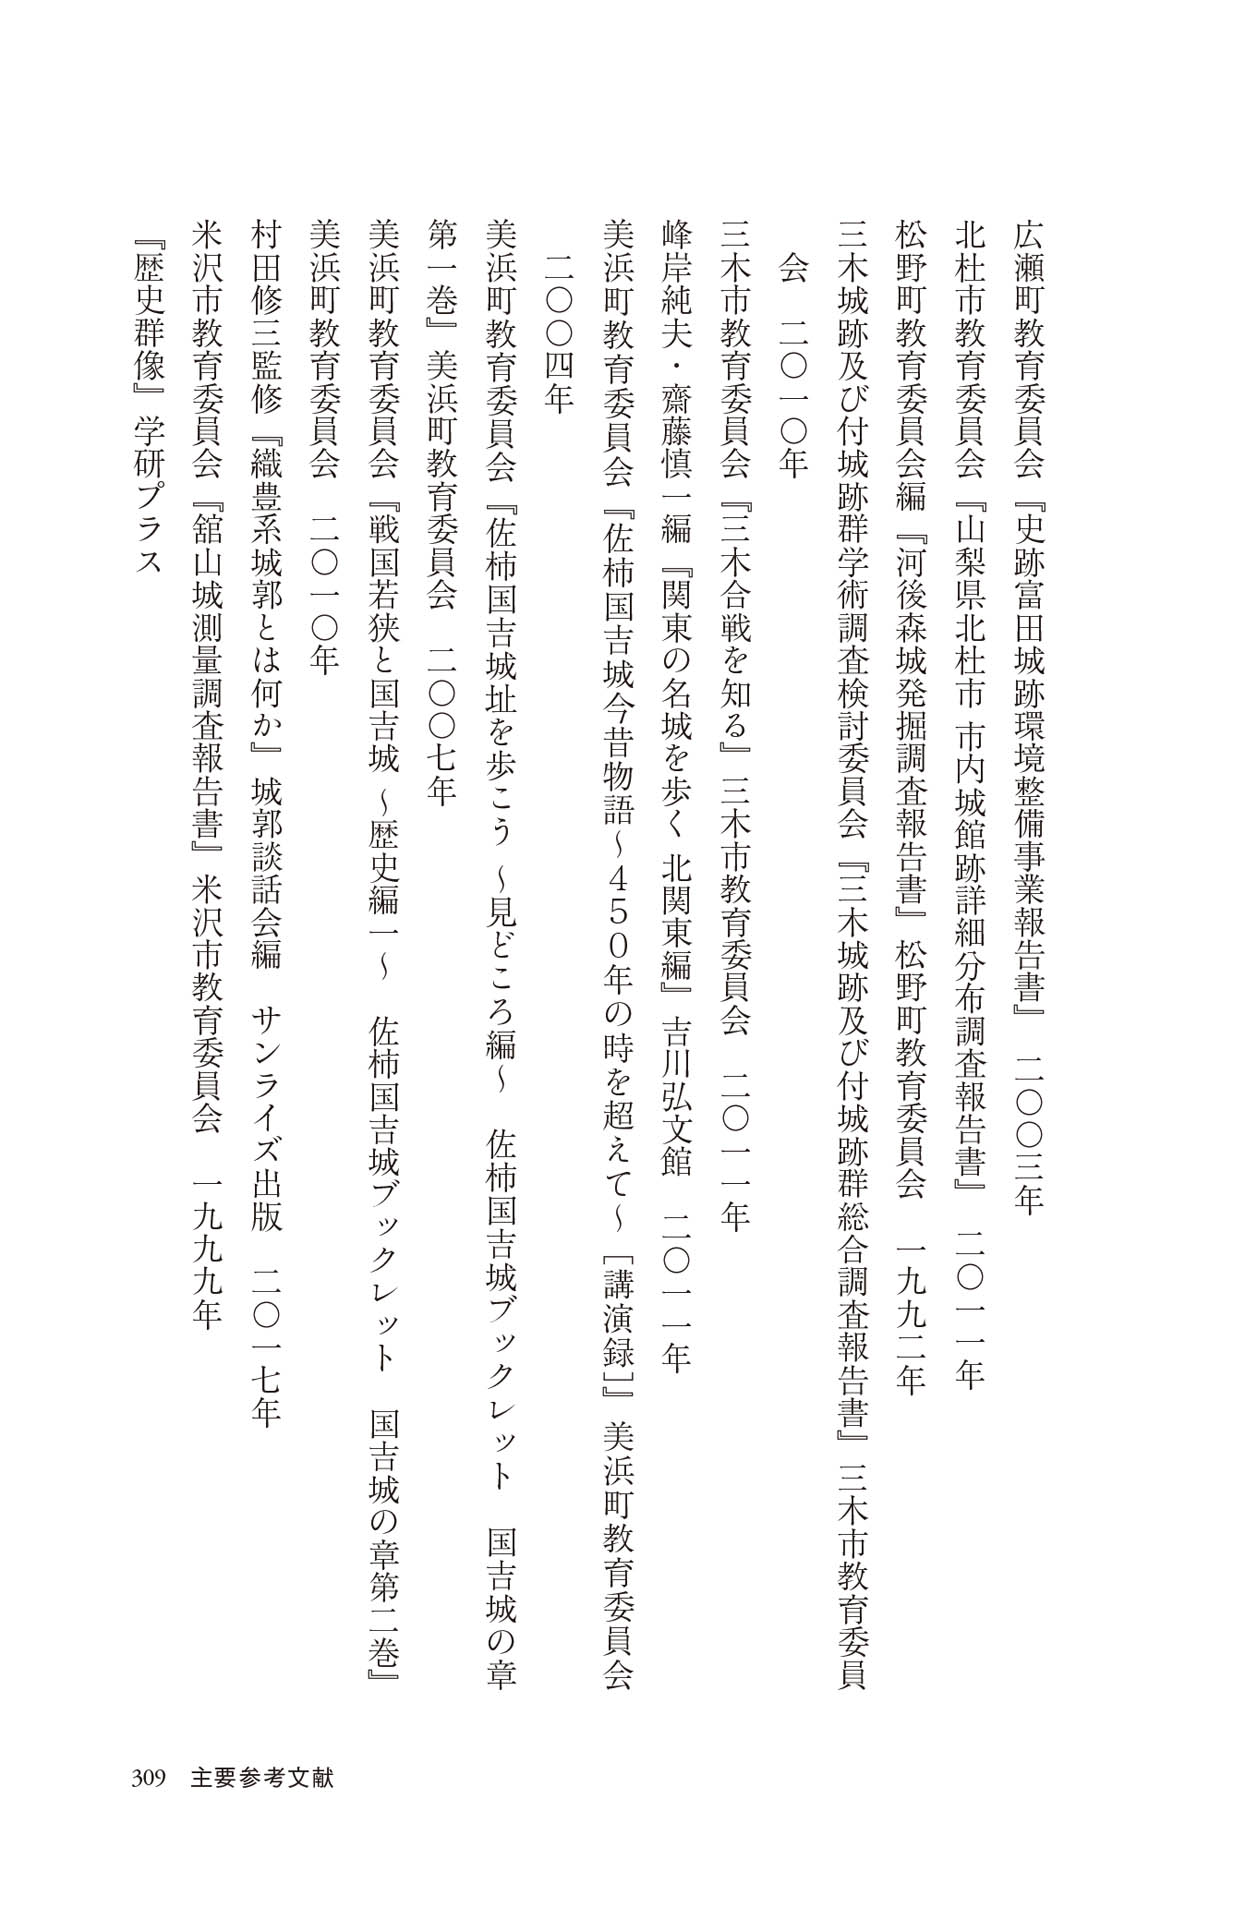 広瀬町教育委員会『史跡富田城跡環境整備事業報告書』　二〇〇三年
北杜市教育委員会『山梨県北杜市 市内城館跡詳細分布調査報告書』　二〇一一年
松野町教育委員会編『河後森城発掘調査報告書』松野町教育委員会　一九九二年
三木城跡及び付城跡群学術調査検討委員会『三木城跡及び付城跡群総合調査報告書』三木市教育委員
会　二〇一〇年
三木市教育委員会『三木合戦を知る』三木市教育委員会　二〇一一年
峰岸純夫・齋藤慎一編『関東の名城を歩く 北関東編』吉川弘文館　二〇一一年
美浜町教育委員会『佐柿国吉城今昔物語～４５０年の時を超えて～［講演録］』美浜町教育委員会
二〇〇四年
美浜町教育委員会『佐柿国吉城址を歩こう ～見どころ編～　佐柿国吉城ブックレット　国吉城の章
第一巻』美浜町教育委員会　二〇〇七年
美浜町教育委員会『戦国若狭と国吉城 ～歴史編一～　佐柿国吉城ブックレット　国吉城の章第二巻』
美浜町教育委員会　二〇一〇年
村田修三監修『織豊系城郭とは何か』城郭談話会編　サンライズ出版　二〇一七年
米沢市教育委員会『舘山城測量調査報告書』米沢市教育委員会　一九九九年
『歴史群像』学研プラス
309　主要参考文献